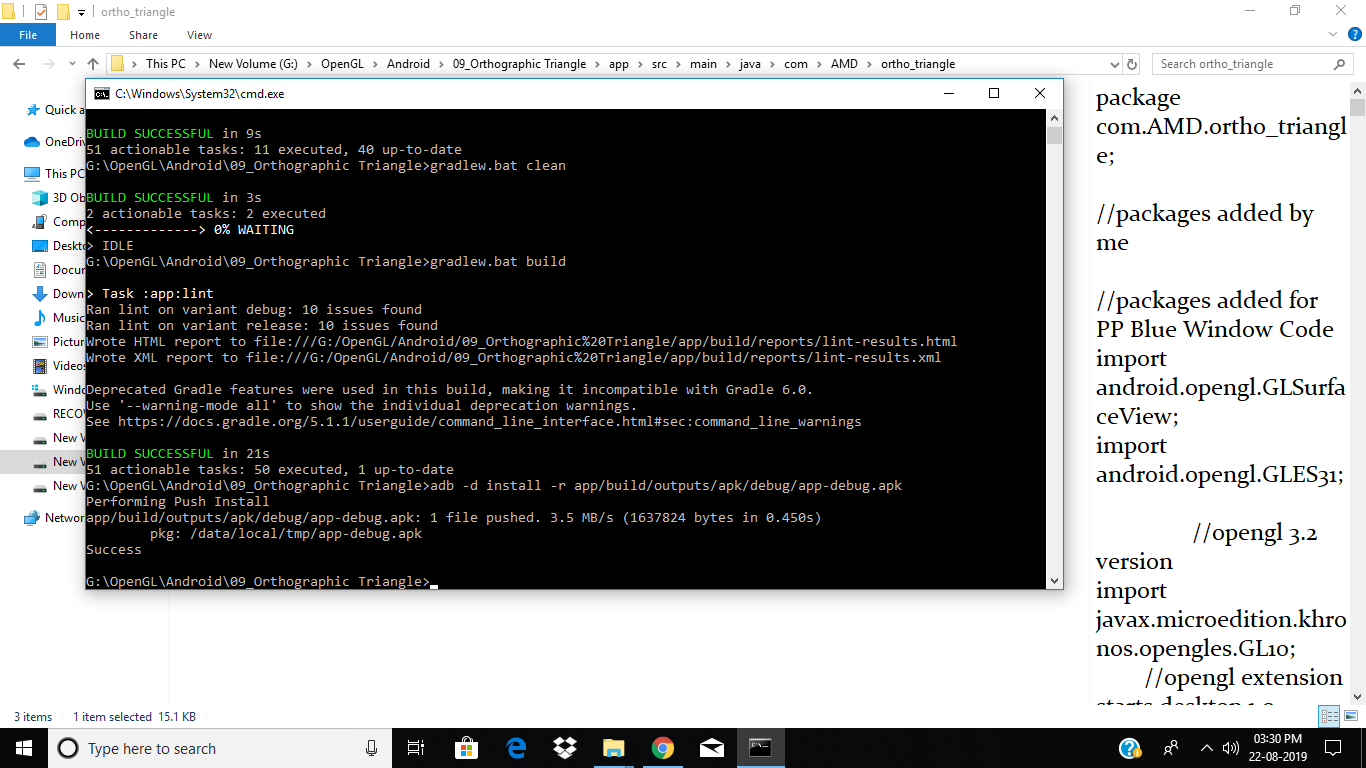 ortho_triangle
File Home Share View
This PC New Volume (G:) OpenGL Android 09_Orthographic Triangle app src main java com AMD ortho_triangle
Search ortho_triangle
Quick a
OneDriv
This PC
3D Ob
Comp
Deskto
Docur
Down
Music
Pictur
Videos
Windo
RECO
New V
New V
New V
Networ
C:\Windows\System32\cmd.exe
BUILD SUCCESSFUL in 9s
51 actionable tasks: 11 executed, 40 up-to-date
G:\OpenGL\Android\09_Orthographic Triangle>gradlew.bat clean
BUILD SUCCESSFUL in 3s
2 actionable tasks: 2 executed
<-------------> 0% WAITING
> IDLE
G:\OpenGL\Android\09_Orthographic Triangle>gradlew.bat build
> Task :app:lint
Ran lint on variant debug: 10 issues found
Ran lint on variant release: 10 issues found
Wrote HTML report to file:///G:/OpenGL/Android/09_Orthographic%20Triangle/app/build/reports/lint-results.html
Wrote XML report to file:///G:/OpenGL/Android/09_Orthographic%20Triangle/app/build/reports/lint-results.xml
Deprecated Gradle features were used in this build, making it incompatible with Gradle 6.0.
Use '--warning-mode all' to show the individual deprecation warnings.
See https://docs.gradle.org/5.1.1/userguide/command_line_interface.html#sec:command_line_warnings
BUILD SUCCESSFUL in 21s
51 actionable tasks: 50 executed, 1 up-to-date
G:\OpenGL\Android\09_Orthographic Triangle>adb -d install -r app/build/outputs/apk/debug/app-debug.apk
Performing Push Install
app/build/outputs/apk/debug/app-debug.apk: 1 file pushed. 3.5 MB/s (1637824 bytes in 0.450s)
pkg: /data/local/tmp/app-debug.apk
Success
G:\OpenGL\Android\09_Orthographic Triangle>
package
com.AMD.ortho_triangl
e;
//packages added by
me
//packages added for
PP Blue Window Code
import
android.opengl.GLSurfa
ceView;
import
android.opengl.GLES31;
//opengl 3.2
version
import
javax.microedition.khro
nos.opengles.GL10;
//opengl extension
starts desktop 1.0
3 items 1 item selected 15.1 KB
Type here to search
03:30 PM
22-08-2019